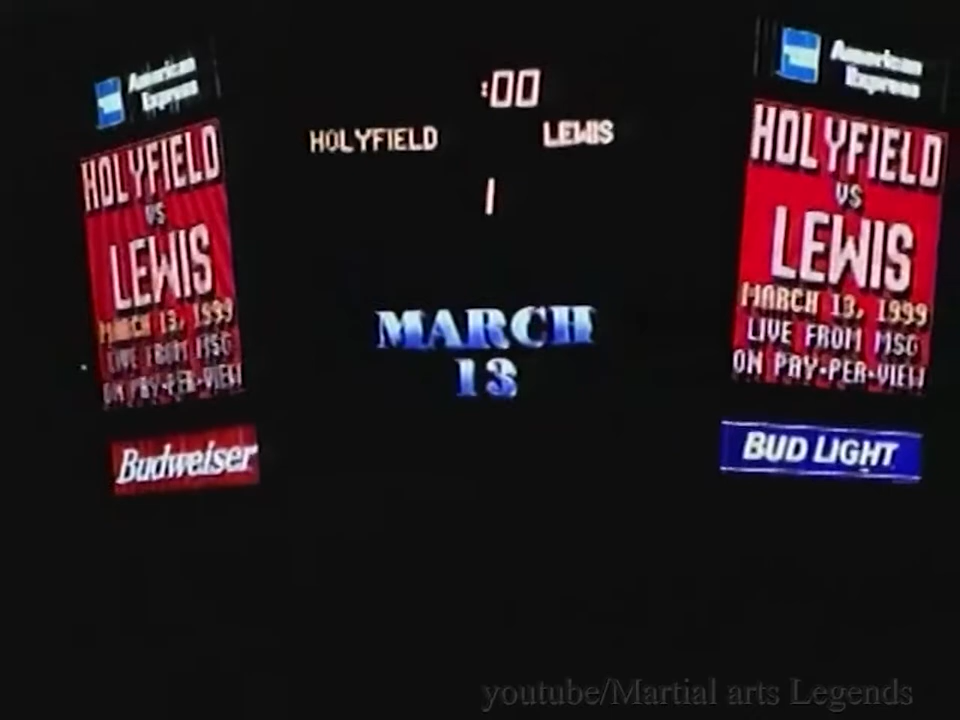 American
Express
HOLYFIELD
VS
LEWIS
MARCH 13, 1999
LIVE FROM MSG
ON PAY-PER-VIEW
Budweiser
:00
HOLYFIELD
LEWIS
1
MARCH
13
American
Express
HOLYFIELD
VS
LEWIS
MARCH 13, 1999
LIVE FROM MSG
ON PAY-PER-VIEW
BUD LIGHT
youtube/Martial arts Legends